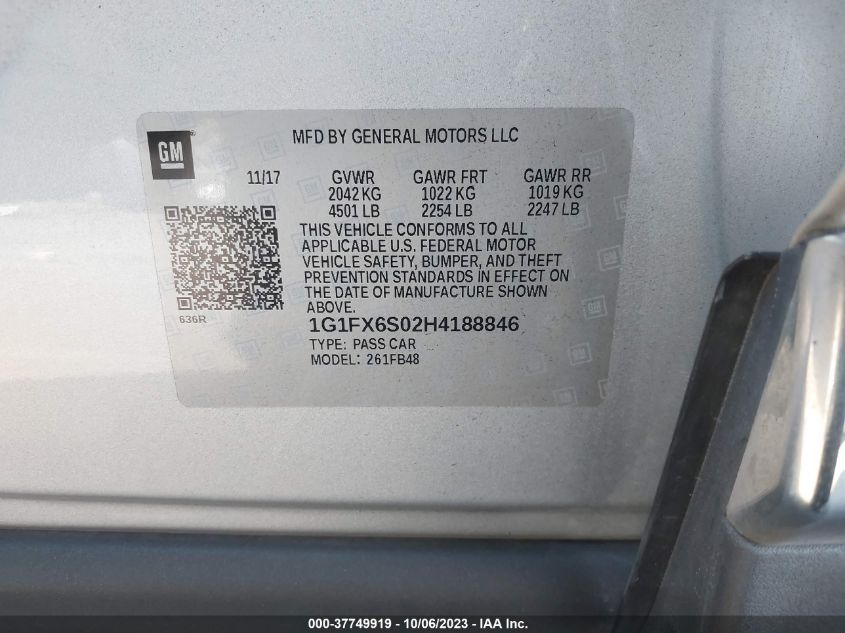 GM
MFD BY GENERAL MOTORS LLC
11/17 GVWR GAWR FRT GAWR RR
2042 KG 1022 KG 1019 KG
4501 LB 2254 LB 2247 LB
THIS VEHICLE CONFORMS TO ALL
APPLICABLE U.S. FEDERAL MOTOR
VEHICLE SAFETY, BUMPER, AND THEFT
PREVENTION STANDARDS IN EFFECT ON
THE DATE OF MANUFACTURE SHOWN
ABOVE.
636R
1G1FX6S02H4188846
TYPE: PASS CAR
MODEL: 261FB48
000-37749919 - 10/06/2023 - IAA Inc.